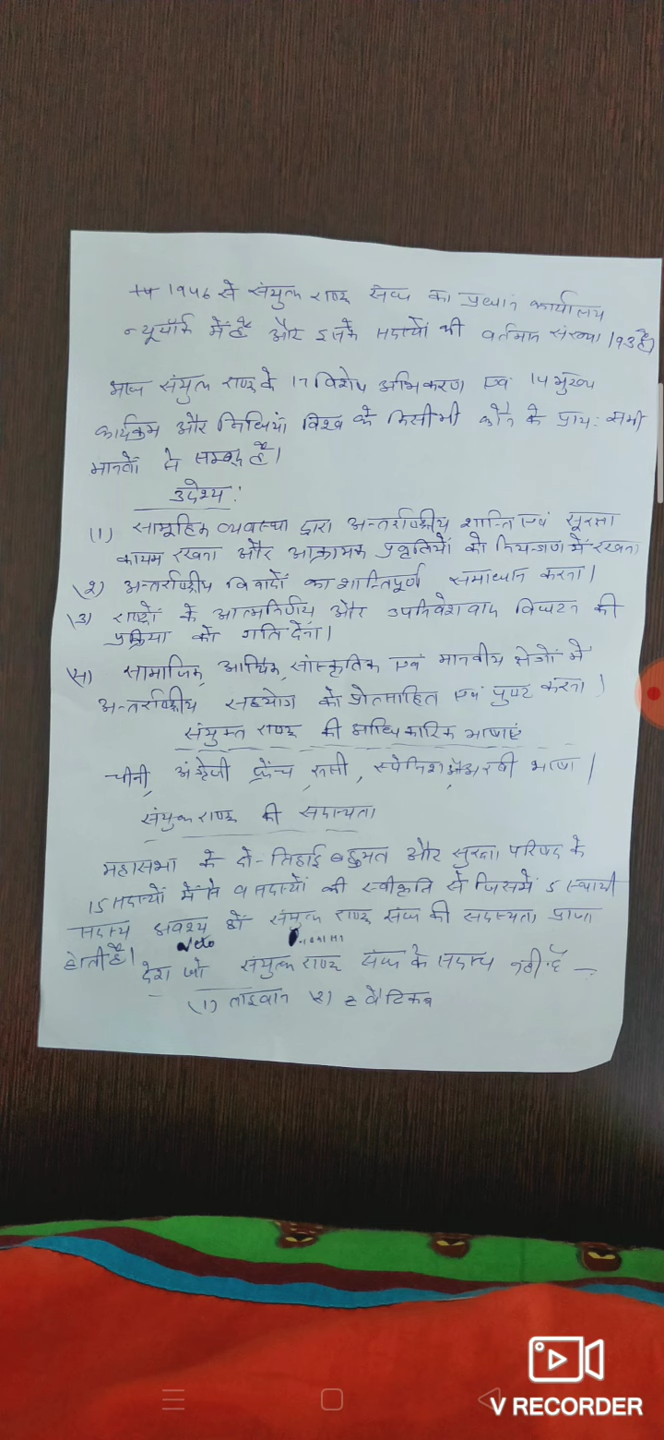 1946 से संयुक्त राष्ट्र संघ का प्रधान कार्यालय
न्यूयॉर्क में है और इसके सदस्यों की वर्तमान संख्या 193 है।
आज संयुक्त राष्ट्र के 17 विशेष अभिकरण एवं 14 मुख्य
कार्यक्रम और निधियां विश्व के किसी भी कौन के प्राय: सभी
मानवों से सम्बद्ध है।
उद्देश्य:
(1) सामूहिक व्यवस्था द्वारा अन्तर्राष्ट्रीय शान्ति एवं सुरक्षा
कायम रखना और आक्रामक प्रवृतियों को नियन्त्रण में रखना
(2) अन्तर्राष्ट्रीय विवादों का शान्तिपूर्ण समाधान करना।
(3) राष्ट्रों के आत्मनिर्णय और उपनिवेशवाद विघटन की
प्रक्रिया को गति देना।
सामाजिक, आर्थिक, सांस्कृतिक एवं मानवीय क्षेत्रों में
अन्तर्राष्ट्रीय सहयोग को प्रोत्साहित एवं पुष्ट करना।
संयुक्त राष्ट्र की आधिकारिक भाषाएं
चीनी, अंग्रेजी फ्रेंच, रूसी, स्पेनिश अरबी भाषा।
संयुक्त राष्ट्र की सदस्यता
महासभा के दो-तिहाई बहुमत और सुरक्षा परिषद के
15 सदस्यों में से 9 सदस्यों की स्वीकृति से जिसमें 5 स्थायी
सदस्य अवश्य हों संयुक्त राष्ट्र संघ की सदस्यता प्राप्त
होती है।
Veto
देश जो संयुक्त राष्ट्र संघ के सदस्य नहीं है -
(1) ताइवान (2) वैटिकन
V RECORDER